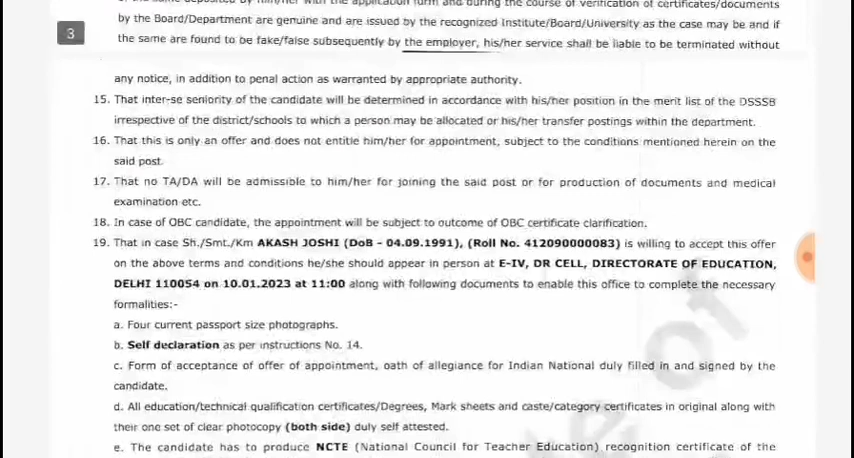 by the Board/Department are genuine and are issued by the recognized Institute/Board/University as the case may be and if
3
the same are found to be fake/false subsequently by the employer, his/her service shall be liable to be terminated without
any notice, in addition to penal action as warranted by appropriate authority.
15. That inter-se seniority of the candidate will be determined in accordance with his/her position in the merit list of the DSSSB
irrespective of the district/schools to which a person may be allocated or his/her transfer postings within the department.
16. That this is only an offer and does not entitle him/her for appointment, subject to the conditions mentioned herein on the
said post.
17. That no TA/DA will be admissible to him/her for joining the said post or for production of documents and medical
examination etc.
18. In case of OBC candidate, the appointment will be subject to outcome of OBC certificate clarification.
19. That in case Sh./Smt./Km AKASH JOSHI (DoB - 04.09.1991), (Roll No. 412090000083) is willing to accept this offer
on the above terms and conditions he/she should appear in person at E-IV, DR CELL, DIRECTORATE OF EDUCATION,
DELHI 110054 on 10.01.2023 at 11:00 along with following documents to enable this office to complete the necessary
formalities:-
a. Four current passport size photographs.
b. Self declaration as per instructions No. 14.
c. Form of acceptance of offer of appointment, oath of allegiance for Indian National duly filled in and signed by the
candidate.
d. All education/technical qualification certificates/Degrees, Mark sheets and caste/category certificates in original along with
their one set of clear photocopy (both side) duly self attested.
e. The candidate has to produce NCTE (National Council for Teacher Education) recognition certificate of the